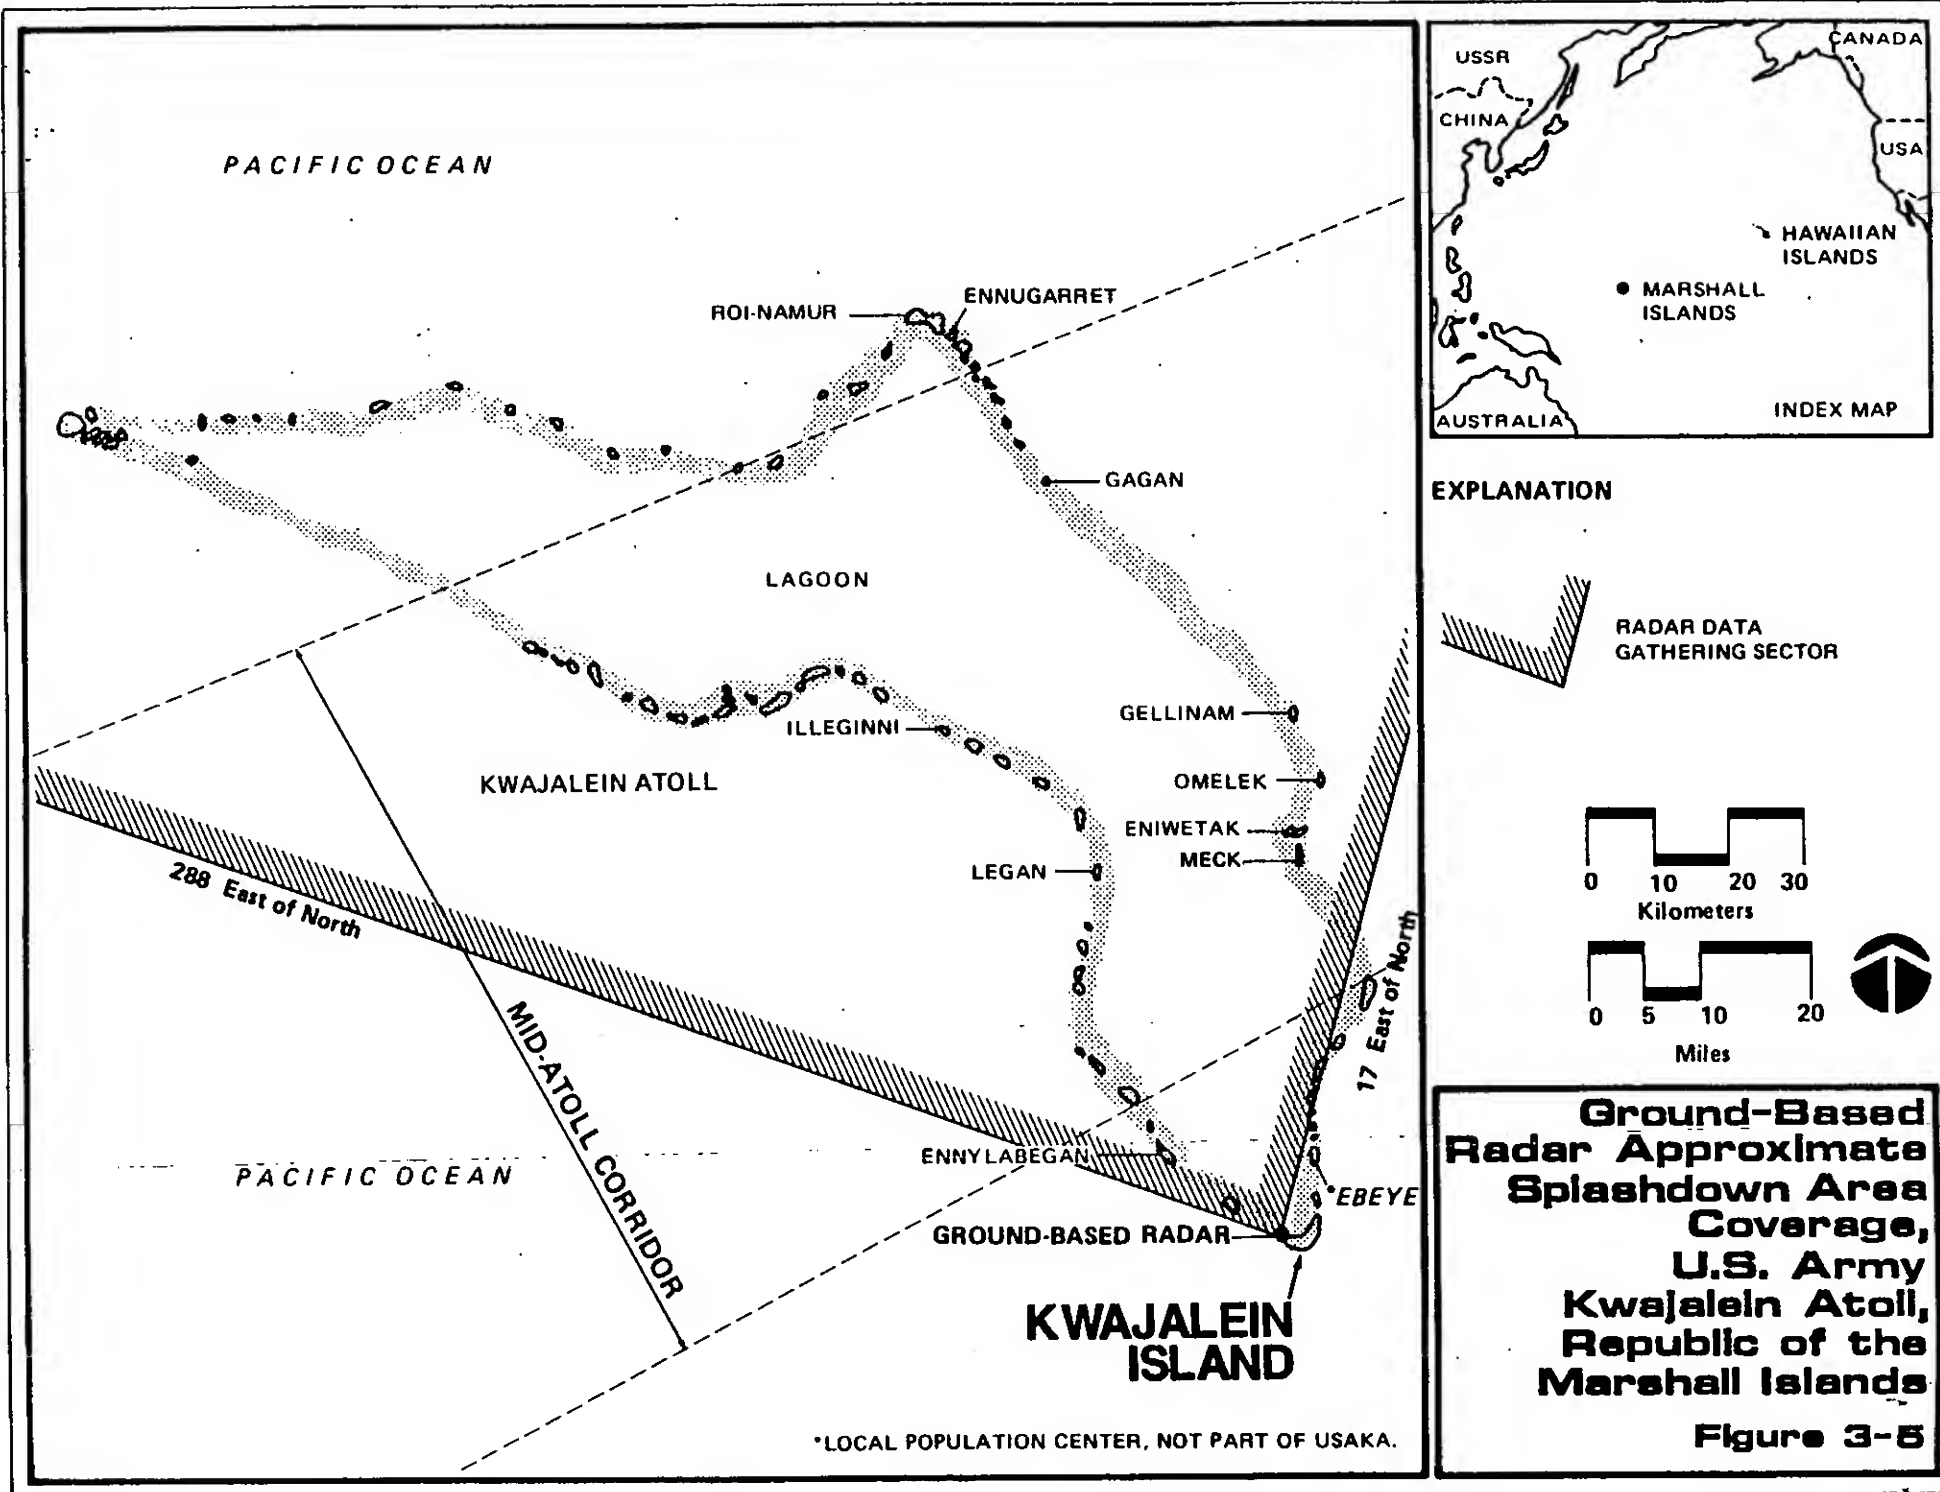 PACIFIC OCEAN
ROI-NAMUR
ENNUGARRET
GAGAN
LAGOON
GELLINAM
ILLEGINNI
OMELEK
KWAJALEIN ATOLL
ENIWETAK
MECK
LEGAN
288 East of North
17 East of North
MID-ATOLL CORRIDOR
ENNYLABEGAN
PACIFIC OCEAN
*EBEYE
GROUND-BASED RADAR
KWAJALEIN
ISLAND
*LOCAL POPULATION CENTER, NOT PART OF USAKA.
USSR
CANADA
CHINA
USA
HAWAIIAN
ISLANDS
MARSHALL
ISLANDS
AUSTRALIA
INDEX MAP
EXPLANATION
RADAR DATA
GATHERING SECTOR
0 10 20 30
Kilometers
0 5 10 20
Miles
Ground-Based
Radar Approximate
Splashdown Area
Coverage,
U.S. Army
Kwajalein Atoll,
Republic of the
Marshall Islands
Figure 3-5